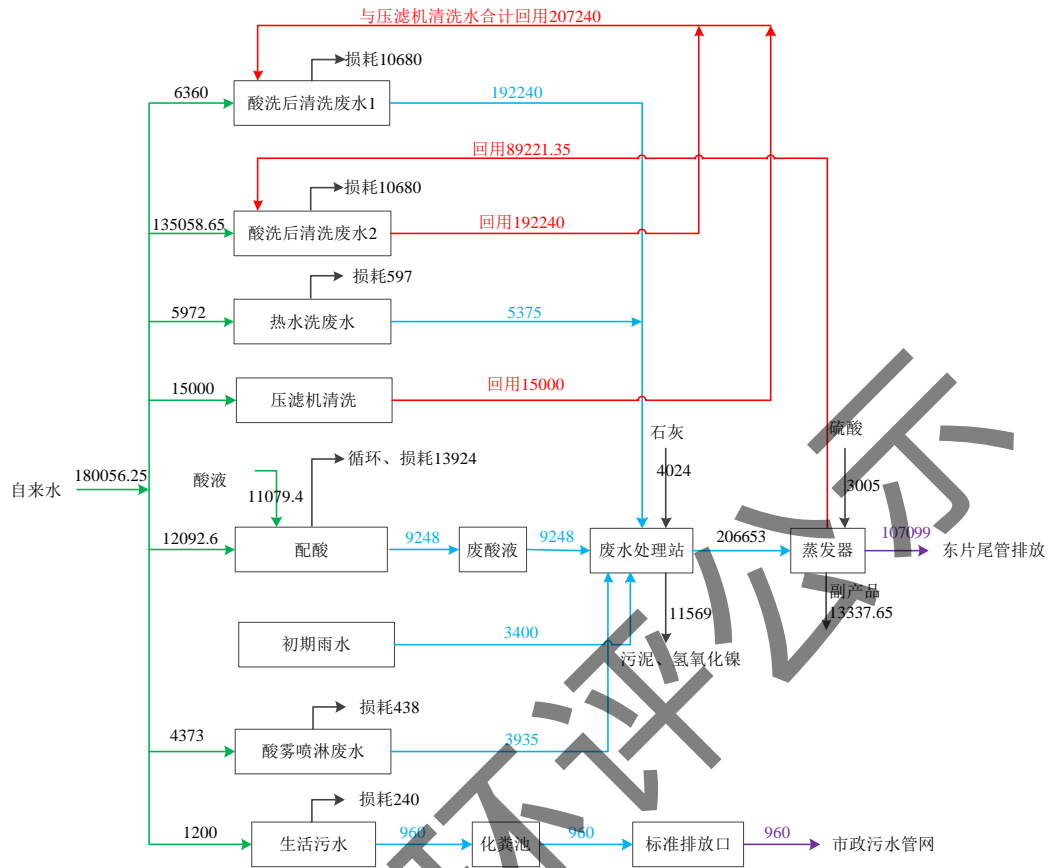 与压滤机清洗水合计回用207240
损耗10680
6360
酸洗后清洗废水1
192240
回用89221.35
损耗10680
135058.65
酸洗后清洗废水2
回用192240
损耗597
5972
热水洗废水
5375
15000
压滤机清洗
回用15000
石灰
4024
硫酸
3005
自来水
180056.25
酸液
11079.4
循环、损耗13924
12092.6
配酸
9248
废酸液
9248
废水处理站
206653
蒸发器
107099
东片尾管排放
11569
污泥、氢氧化镍
副产品
13337.65
初期雨水
3400
损耗438
4373
酸雾喷淋废水
3935
损耗240
1200
生活污水
960
化粪池
960
标准排放口
960
市政污水管网
环评公示